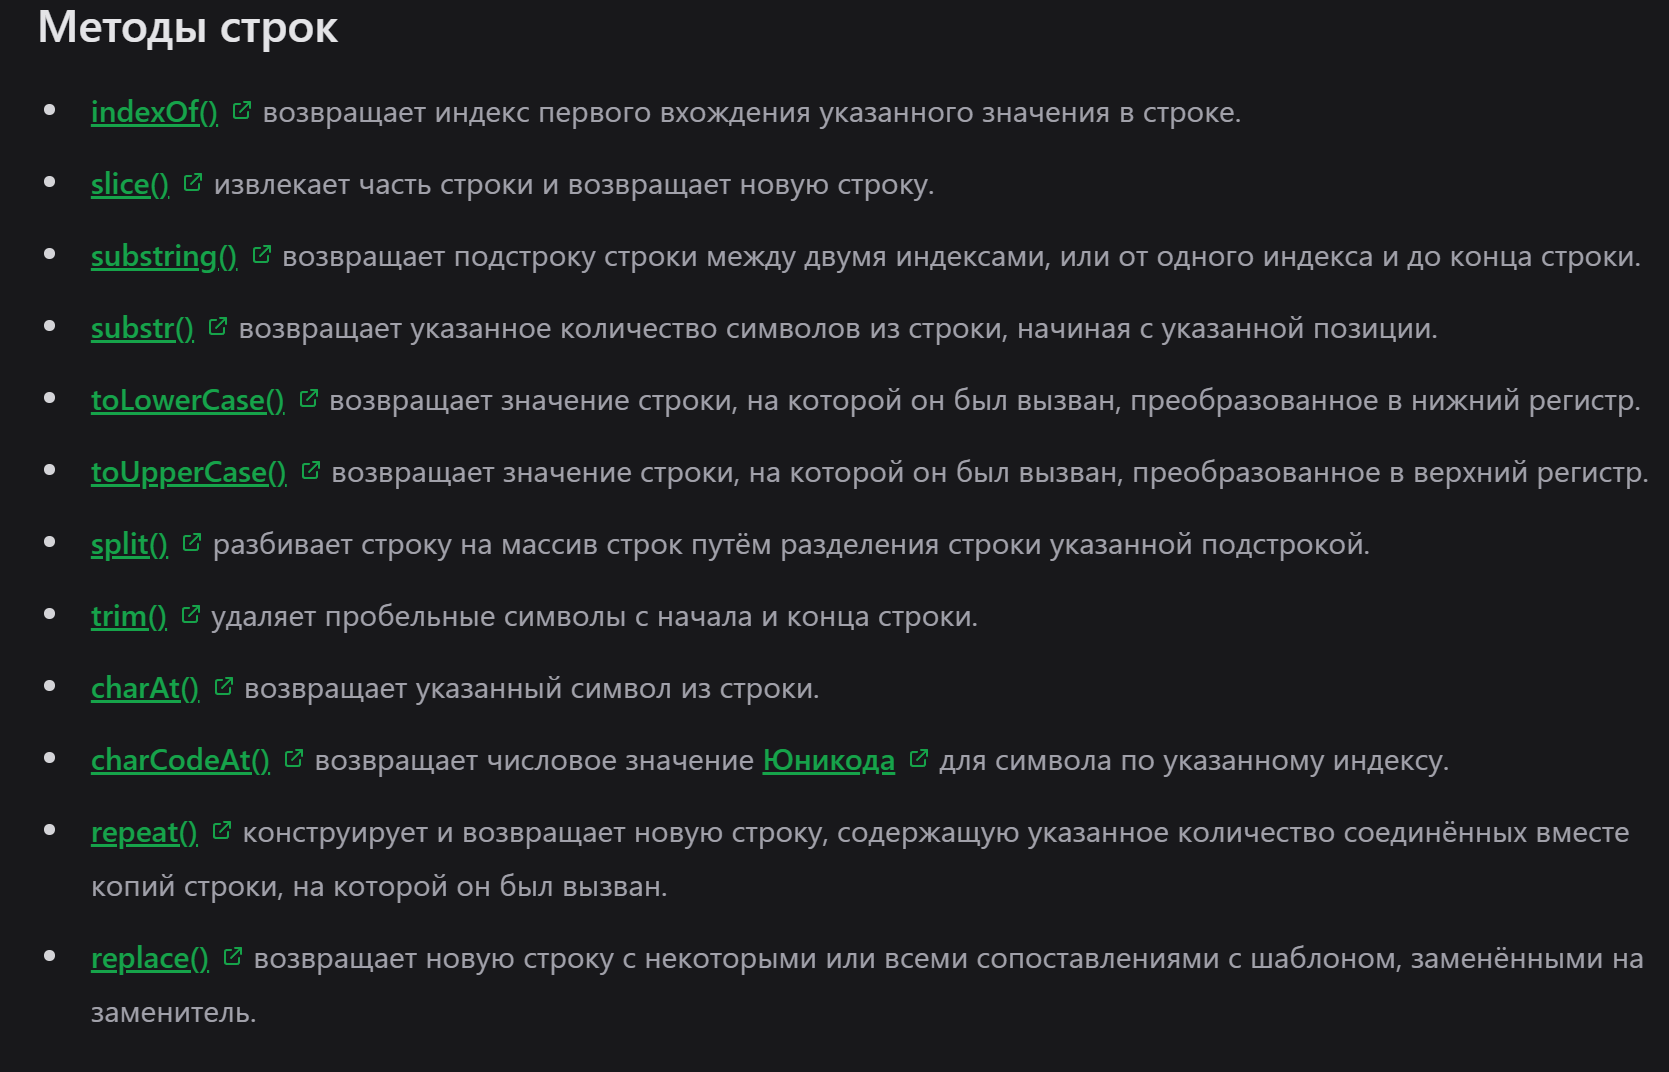 Методы строк
indexOf() возвращает индекс первого вхождения указанного значения в строке.
slice() извлекает часть строки и возвращает новую строку.
substring() возвращает подстроку строки между двумя индексами, или от одного индекса и до конца строки.
substr() возвращает указанное количество символов из строки, начиная с указанной позиции.
toLowerCase() возвращает значение строки, на которой он был вызван, преобразованное в нижний регистр.
toUpperCase() возвращает значение строки, на которой он был вызван, преобразованное в верхний регистр.
split() разбивает строку на массив строк путём разделения строки указанной подстрокой.
trim() удаляет пробельные символы с начала и конца строки.
charAt() возвращает указанный символ из строки.
charCodeAt() возвращает числовое значение Юникода для символа по указанному индексу.
repeat() конструирует и возвращает новую строку, содержащую указанное количество соединённых вместе
копий строки, на которой он был вызван.
replace() возвращает новую строку с некоторыми или всеми сопоставлениями с шаблоном, заменёнными на
заменитель.